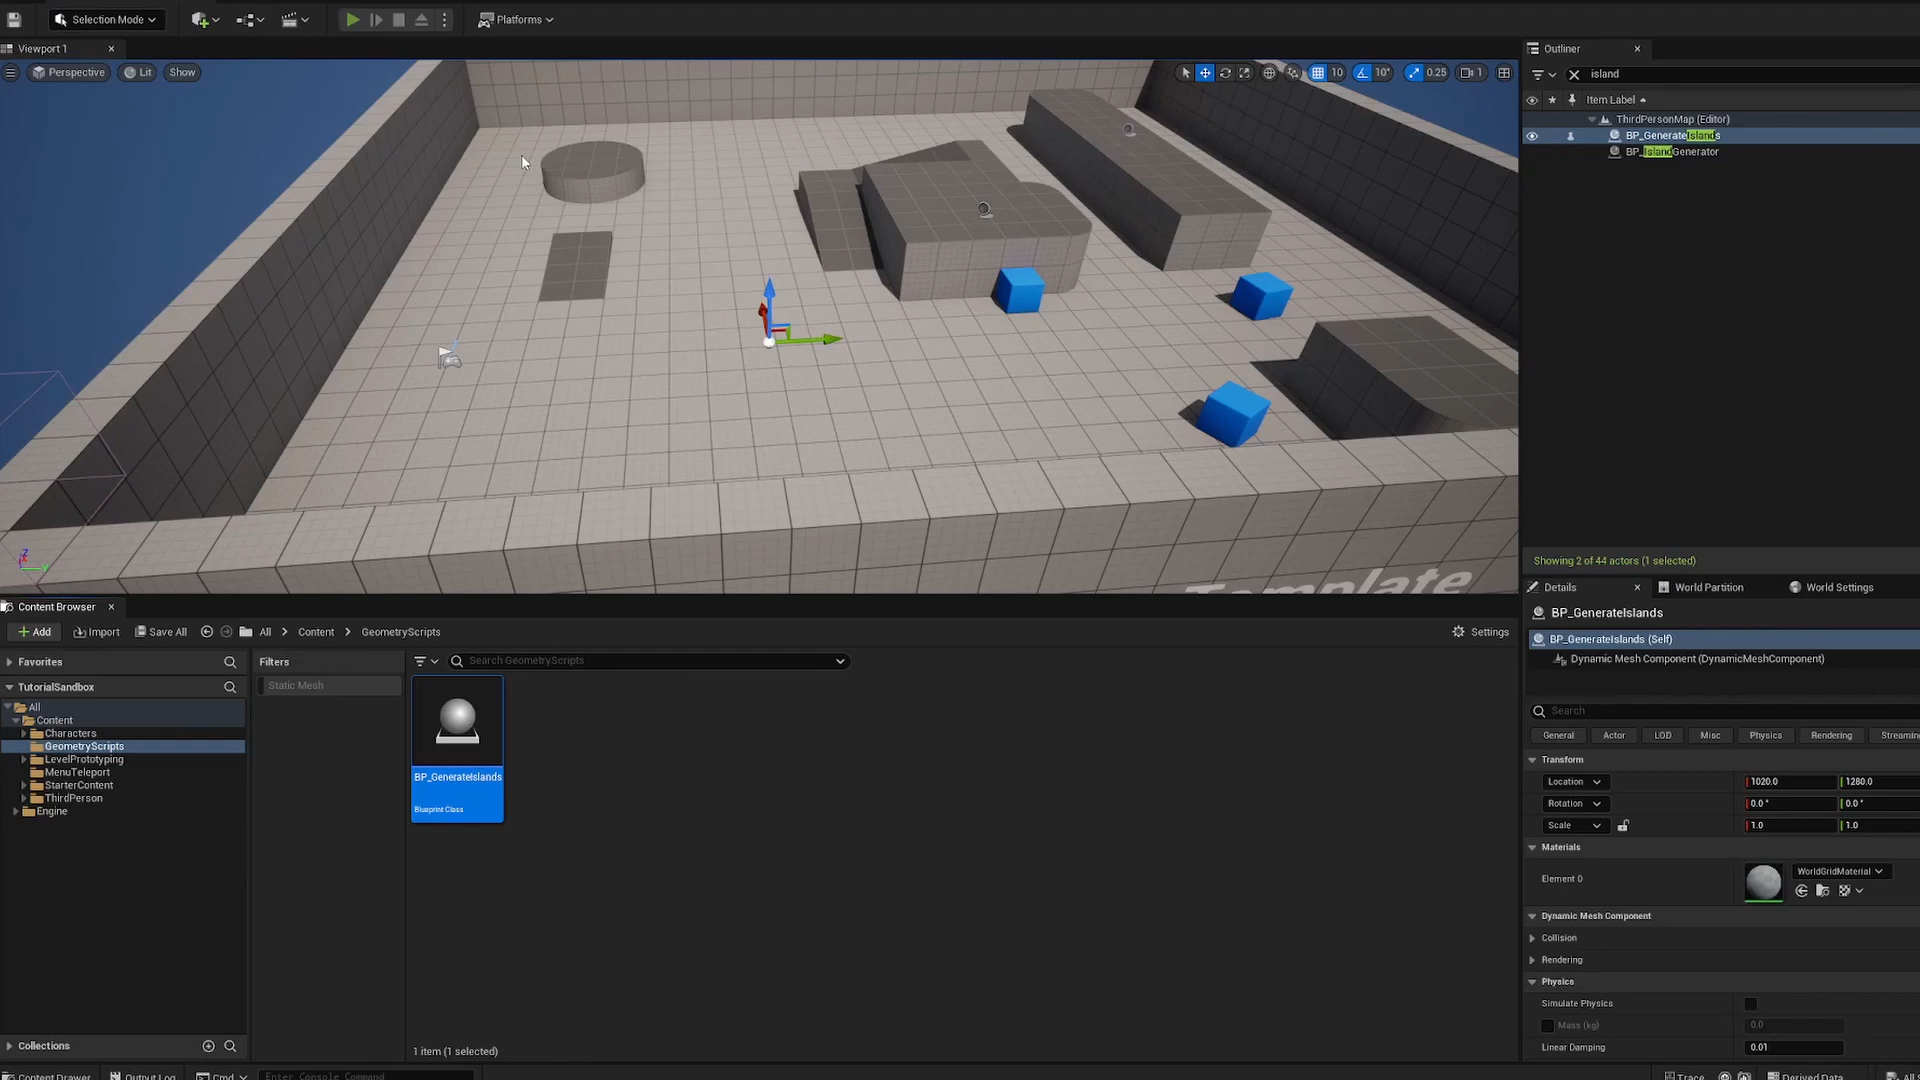 Selection Mode
Platforms
Viewport 1
Perspective
Lit
Show
10
10°
0.25
1
Template
Z
Outliner
island
Item Label
ThirdPersonMap (Editor)
BP_GenerateIslands
BP_IslandGenerator
Showing 2 of 44 actors (1 selected)
Details
World Partition
World Settings
BP_GenerateIslands
BP_GenerateIslands (Self)
Dynamic Mesh Component (DynamicMeshComponent)
Search
General
Actor
LOD
Misc
Physics
Rendering
Streaming
Transform
Location
1020.0
1280.0
Rotation
0.0 °
0.0 °
Scale
1.0
1.0
Materials
Element 0
WorldGridMaterial
Dynamic Mesh Component
Collision
Rendering
Physics
Simulate Physics
Mass (kg)
0.0
Linear Damping
0.01
Content Browser
Add
Import
Save All
All
Content
GeometryScripts
Settings
Favorites
TutorialSandbox
All
Content
Characters
GeometryScripts
LevelPrototyping
MenuTeleport
StarterContent
ThirdPerson
Engine
Collections
Filters
Static Mesh
Search GeometryScripts
BP_GenerateIslands
Blueprint Class
1 item (1 selected)
Content Drawer
Output Log
Cmd
Enter Console Command
Trace
Derived Data
All S